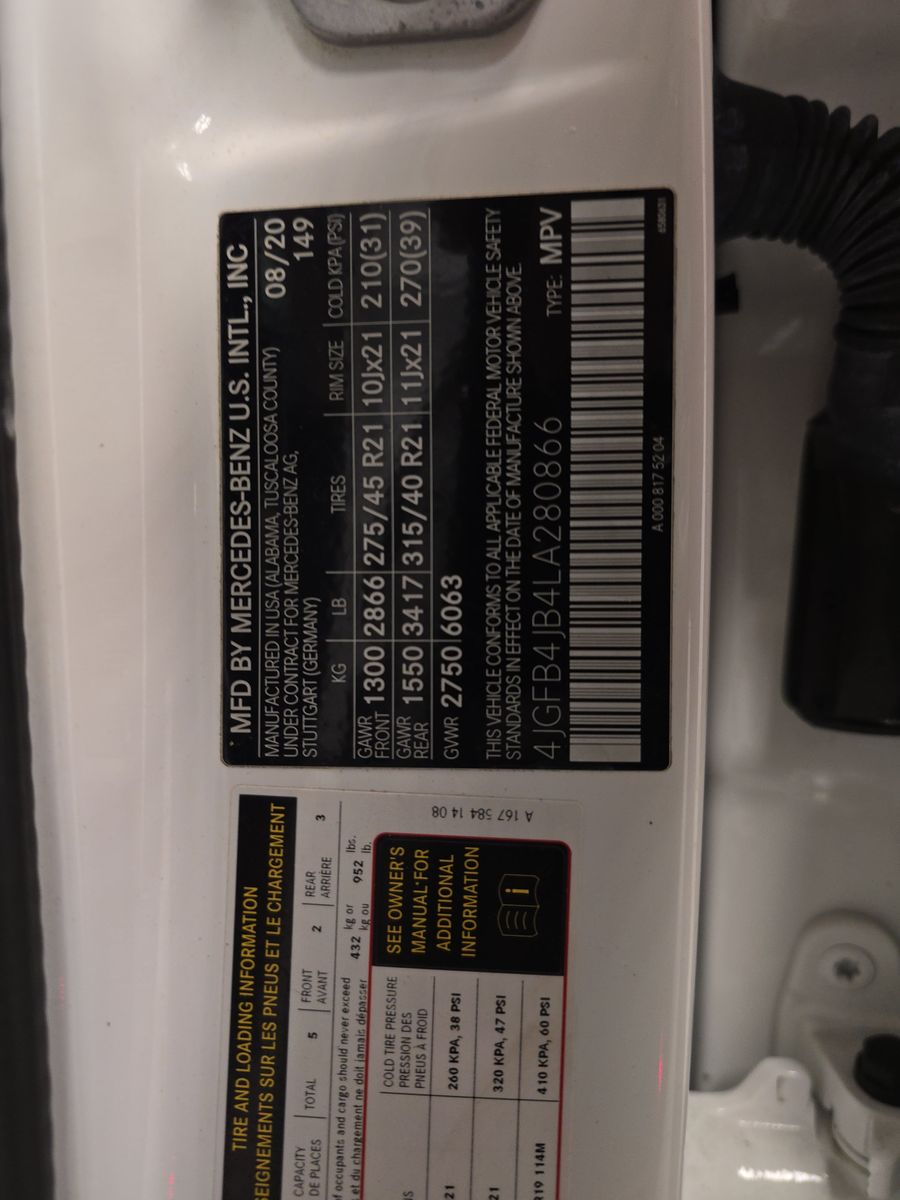 MFD BY MERCEDES-BENZ U.S. INTL., INC
MANUFACTURED IN USA (ALABAMA, TUSCALOOSA COUNTY) 08/20
UNDER CONTRACT FOR MERCEDES-BENZ AG, 149
STUTTGART (GERMANY)
KG LB TIRES RIM SIZE COLD KPA (PSI)
GAWR FRONT 1300 2866 275/45 R21 10Jx21 210(31)
GAWR REAR 1550 3417 315/40 R21 11Jx21 270(39)
GVWR 2750 6063
THIS VEHICLE CONFORMS TO ALL APPLICABLE FEDERAL MOTOR VEHICLE SAFETY
STANDARDS IN EFFECT ON THE DATE OF MANUFACTURE SHOWN ABOVE.
4JGFB4JB4LA280866 TYPE: MPV
A 000 817 52 04
TIRE AND LOADING INFORMATION
SEIGNEMENTS SUR LES PNEUS ET LE CHARGEMENT
CAPACITY TOTAL 5 FRONT 2 REAR 3
DE PLACES AVANT ARRIÈRE
f occupants and cargo should never exceed 432 kg or 952 lbs.
et du chargement ne doit jamais dépasser kg ou lb.
COLD TIRE PRESSURE
PRESSION DES
PNEUS À FROID
21 260 KPA, 38 PSI
21 320 KPA, 47 PSI
R19 114M 410 KPA, 60 PSI
SEE OWNER'S
MANUAL FOR
ADDITIONAL
INFORMATION
i
A 167 584 14 08